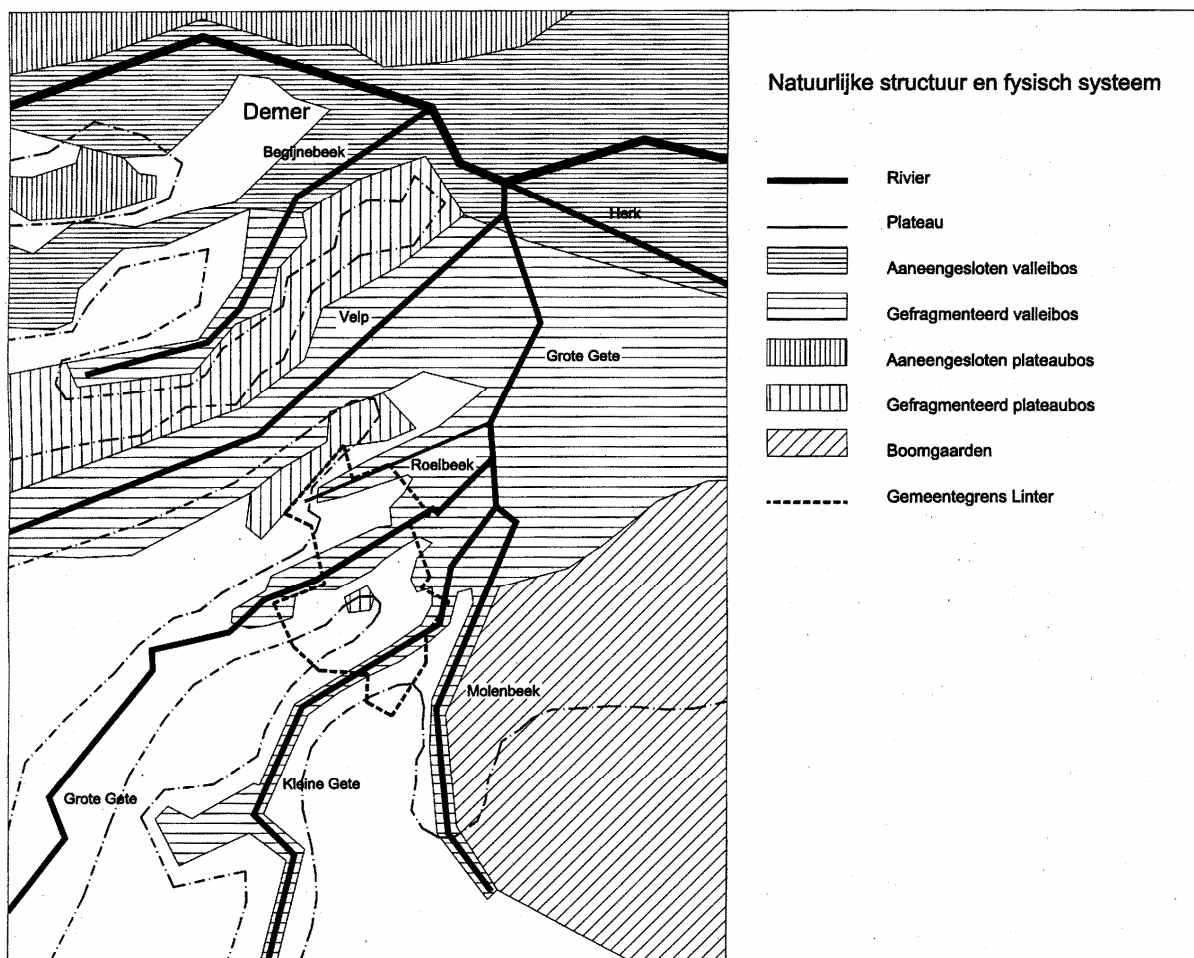 Natuurlijke structuur en fysisch systeem
Demer
Begijnebeek
Herk
Velp
Grote Gete
Roelbeek
Molenbeek
Kleine Gete
Grote Gete
Rivier
Plateau
Aaneengesloten valleibos
Gefragmenteerd valleibos
Aaneengesloten plateaubos
Gefragmenteerd plateaubos
Boomgaarden
Gemeentegrens Linter